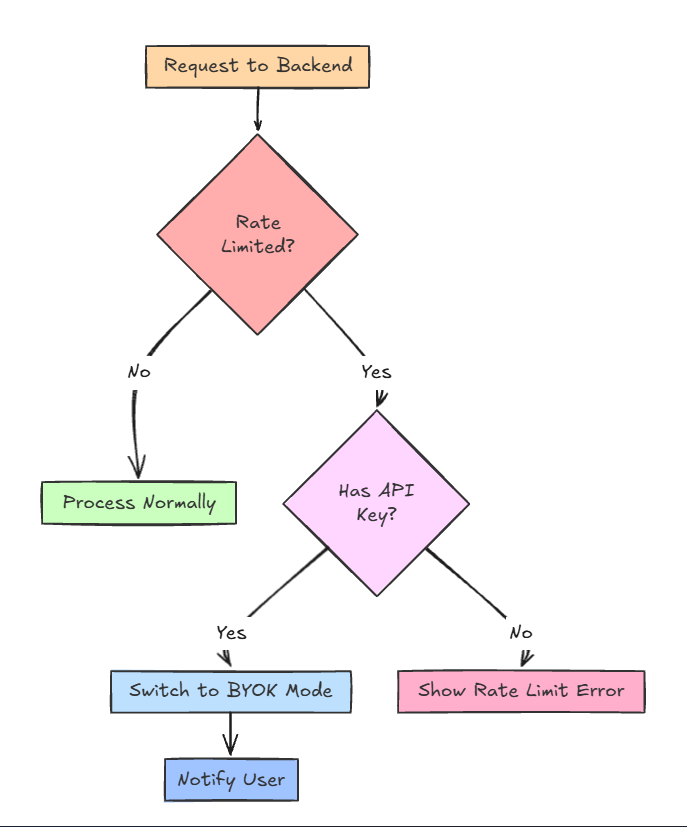 Request to Backend
Rate
Limited?
No
Yes
Process Normally
Has API
Key?
Yes
No
Switch to BYOK Mode
Show Rate Limit Error
Notify User